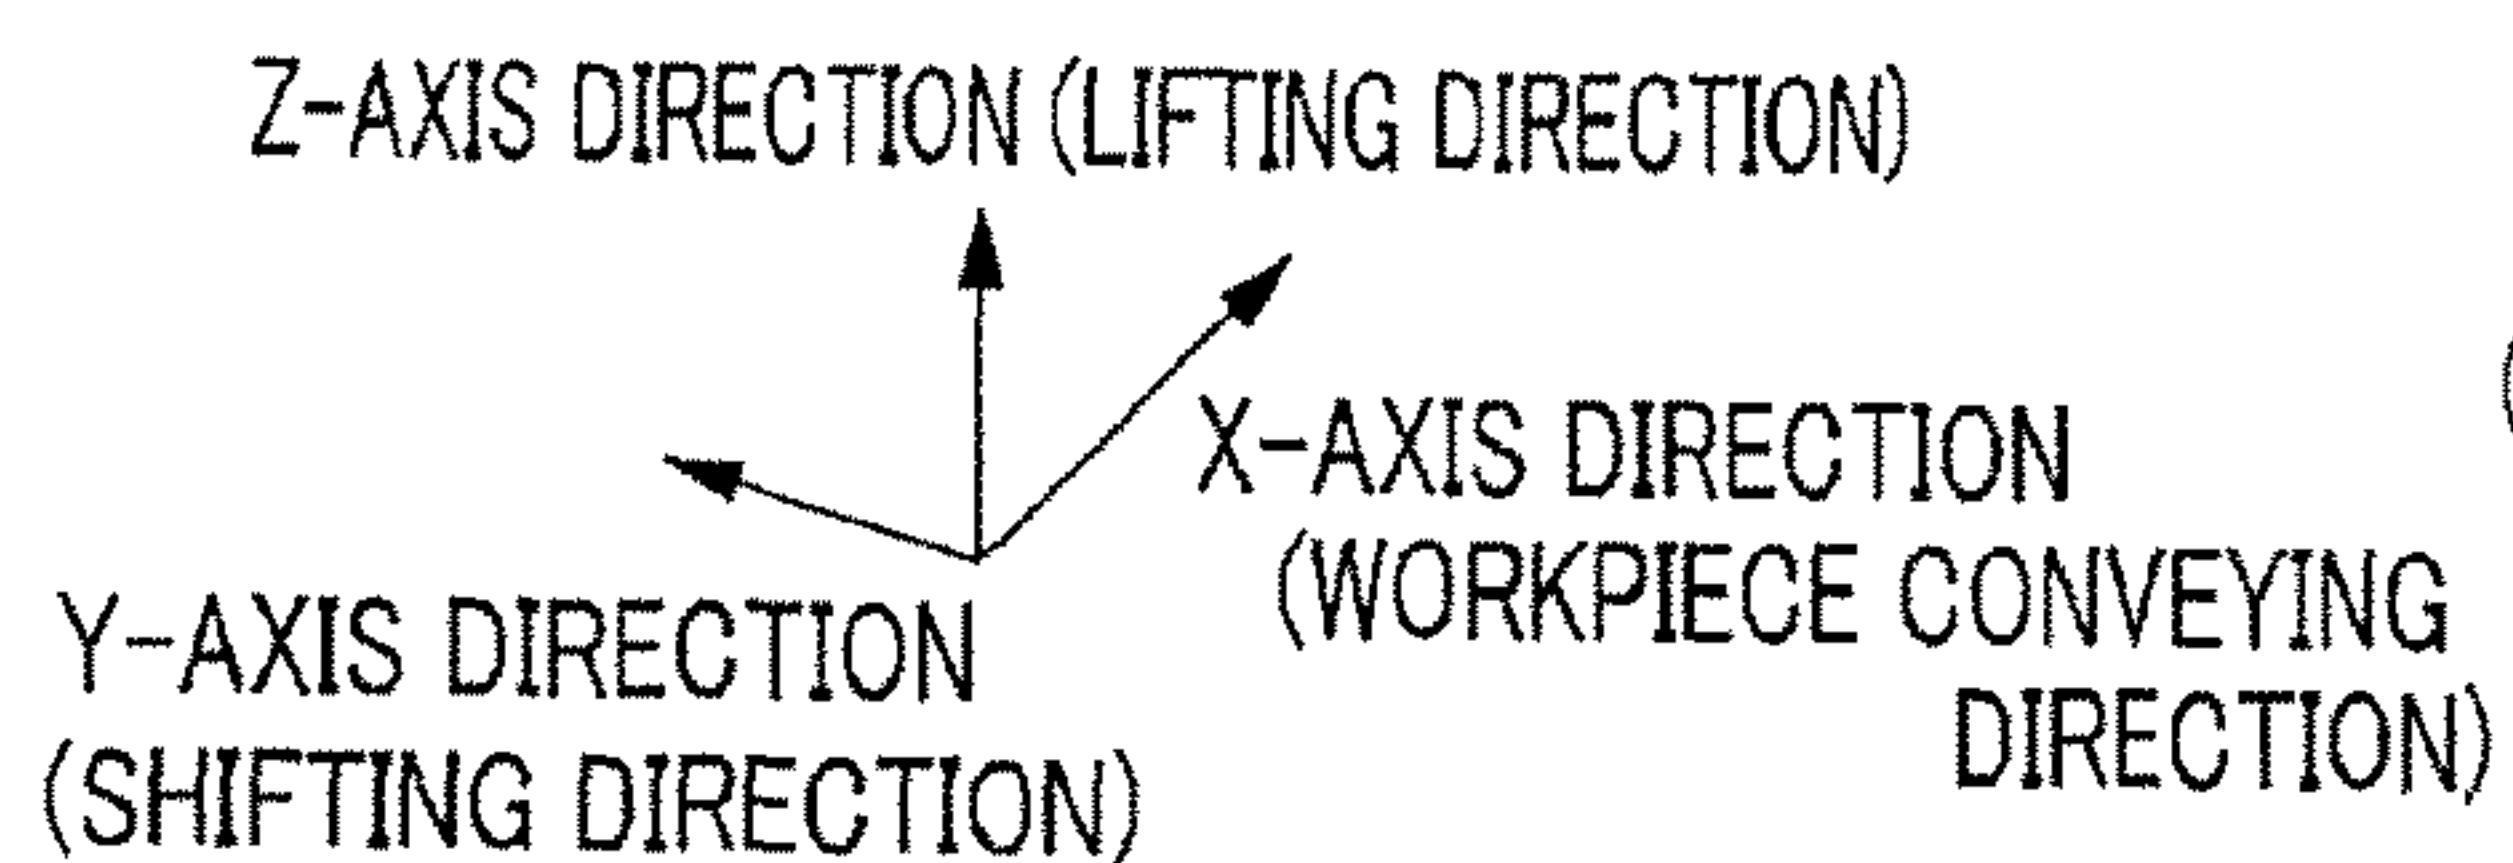 Z-AXIS DIRECTION (LIFTING DIRECTION)
X-AXIS DIRECTION
(WORKPIECE CONVEYING
DIRECTION)
Y-AXIS DIRECTION
(SHIFTING DIRECTION)